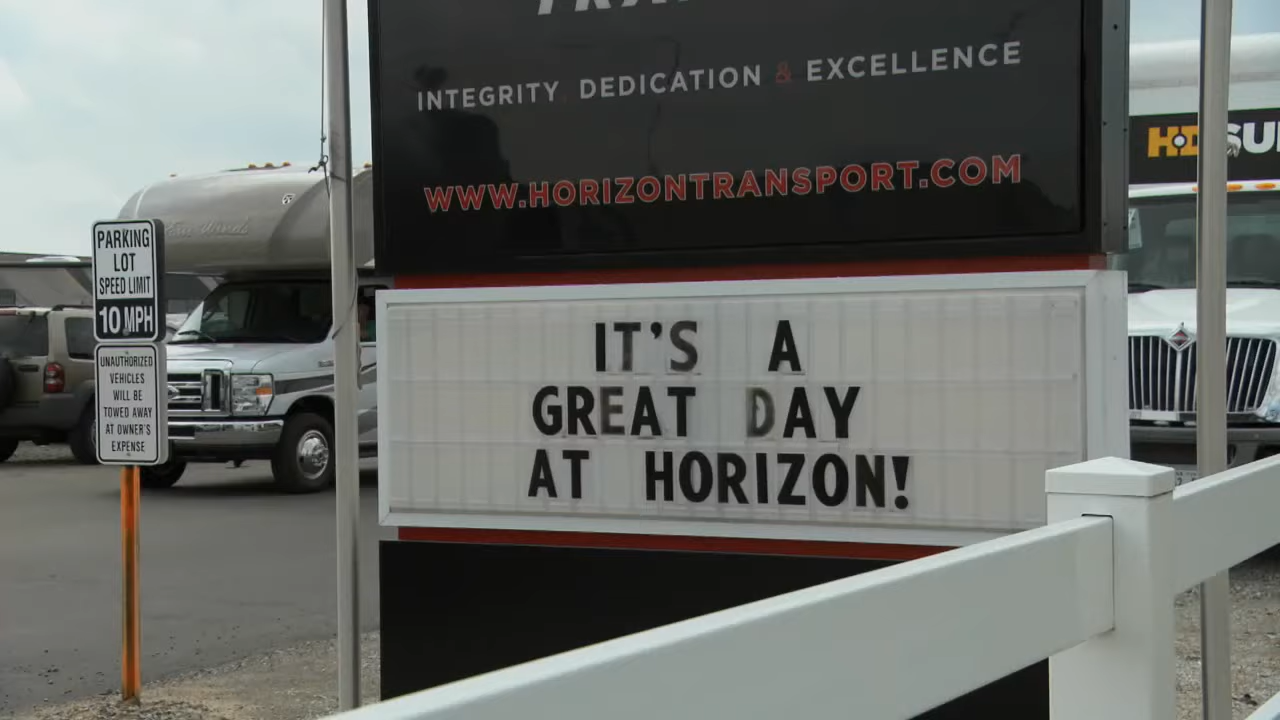 INTEGRITY, DEDICATION & EXCELLENCE
WWW.HORIZONTRANSPORT.COM
IT'S A
GREAT DAY
AT HORIZON!
PARKING
LOT
SPEED LIMIT
10 MPH
UNAUTHORIZED
VEHICLES
WILL BE
TOWED AWAY
AT OWNER'S
EXPENSE